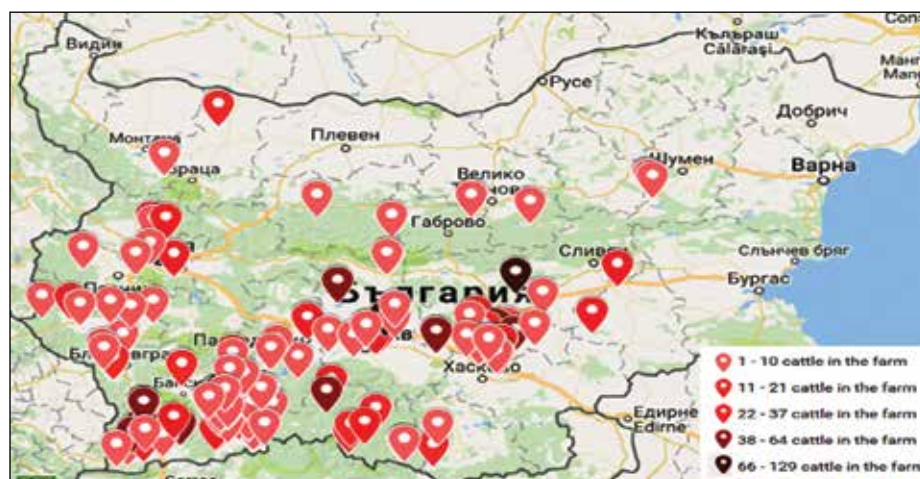 Видин
Монтана
Враца
Плевен
Русе
Кълъраш
Călărași
Cons
Добрич
Шумен
Варна
Велико
Габрово
Сливен
Слънчев бряг
Бургас
България
Хасково
Едирне
Edirne
1 - 10 cattle in the farm
11 - 21 cattle in the farm
22 - 37 cattle in the farm
38 - 64 cattle in the farm
66 - 129 cattle in the farm